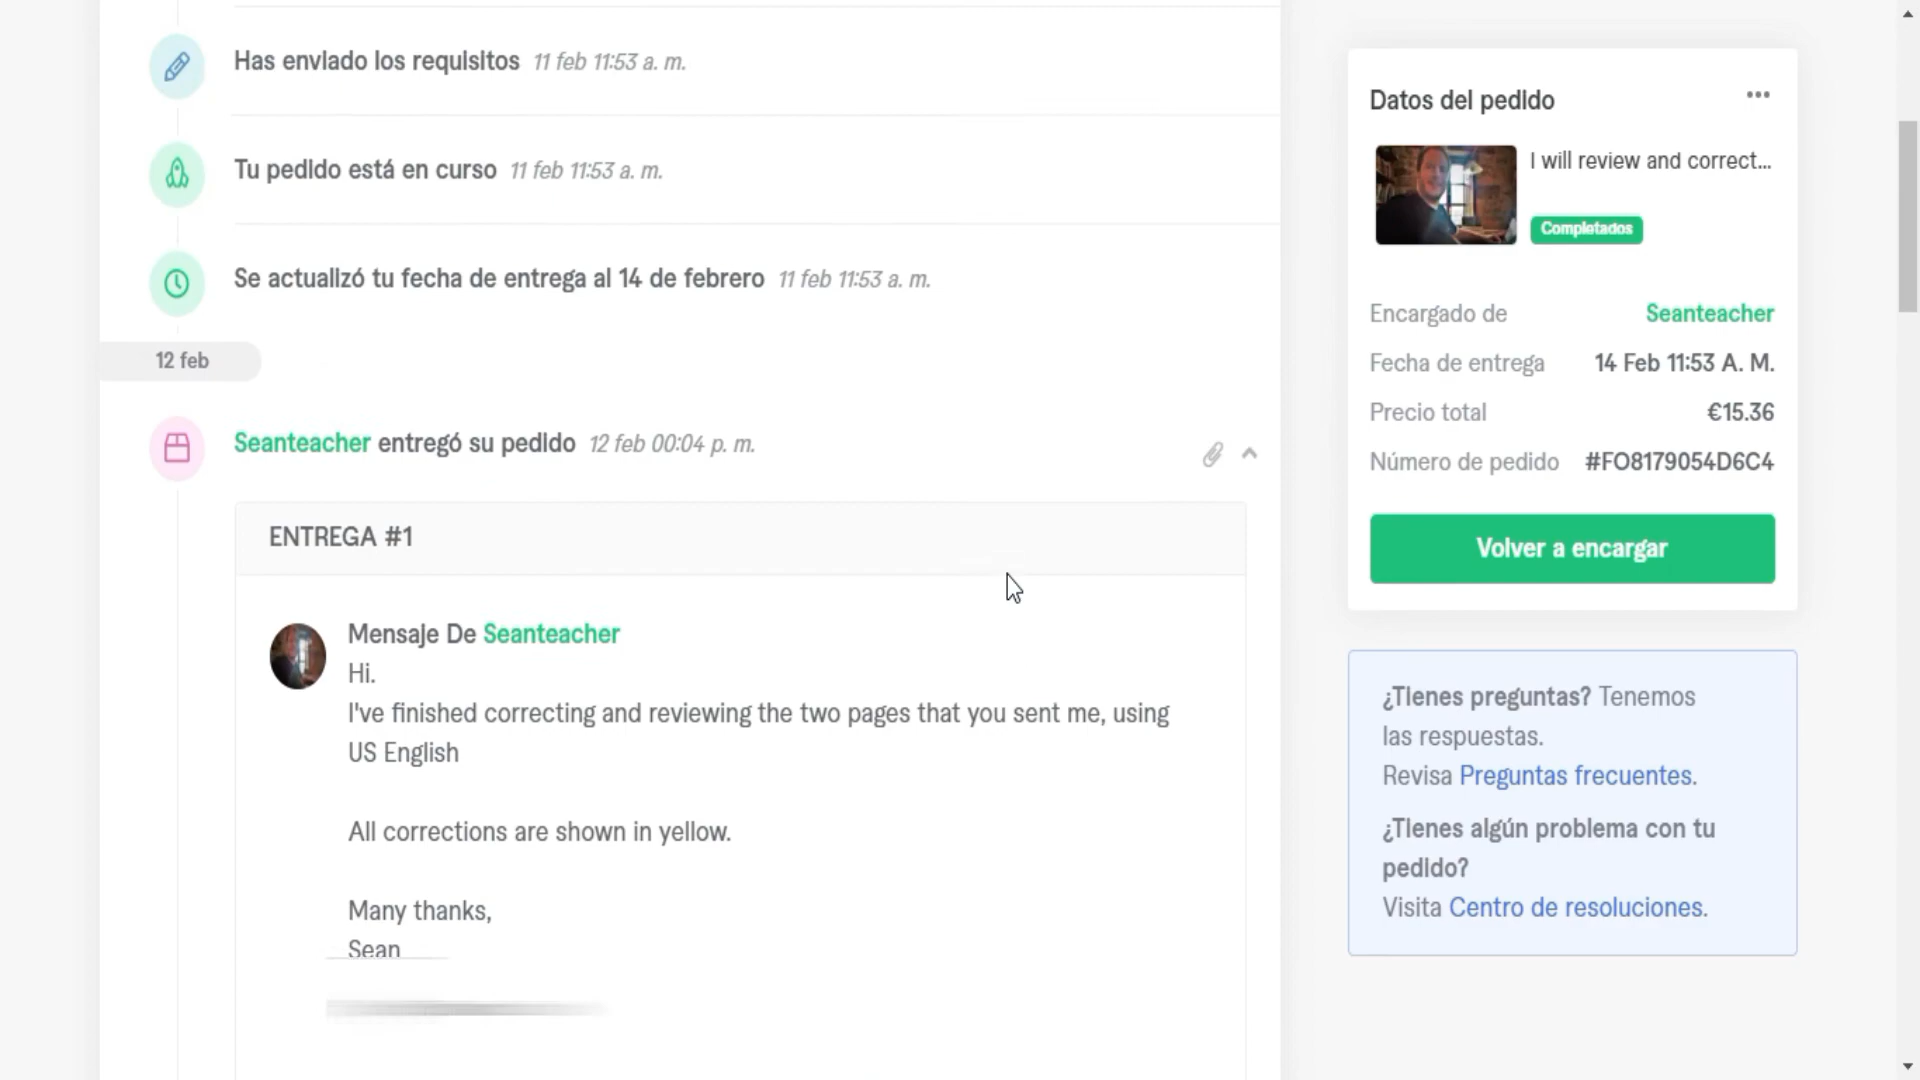 Has enviado los requisitos 11 feb 11:53 a. m.
Tu pedido está en curso 11 feb 11:53 a. m.
Se actualizó tu fecha de entrega al 14 de febrero 11 feb 11:53 a. m.
12 feb
Seanteacher entregó su pedido 12 feb 00:04 p. m.
ENTREGA #1
Mensaje De Seanteacher
Hi.
I've finished correcting and reviewing the two pages that you sent me, using
US English
All corrections are shown in yellow.
Many thanks,
Sean
Datos del pedido
I will review and correct...
Completados
Encargado de Seanteacher
Fecha de entrega 14 Feb 11:53 A. M.
Precio total €15.36
Número de pedido #FO8179054D6C4
Volver a encargar
¿Tienes preguntas? Tenemos
las respuestas.
Revisa Preguntas frecuentes.
¿Tienes algún problema con tu
pedido?
Visita Centro de resoluciones.